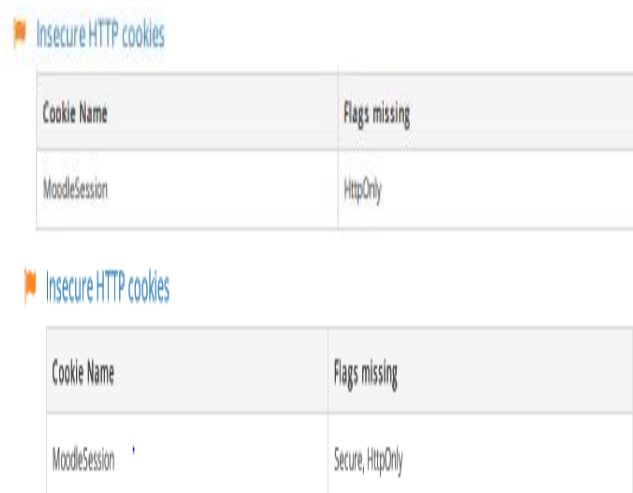 Insecure HTTP cookies
Cookie Name Flags missing
MoodleSession HttpOnly
Insecure HTTP cookies
Cookie Name Flags missing
MoodleSession Secure, HttpOnly